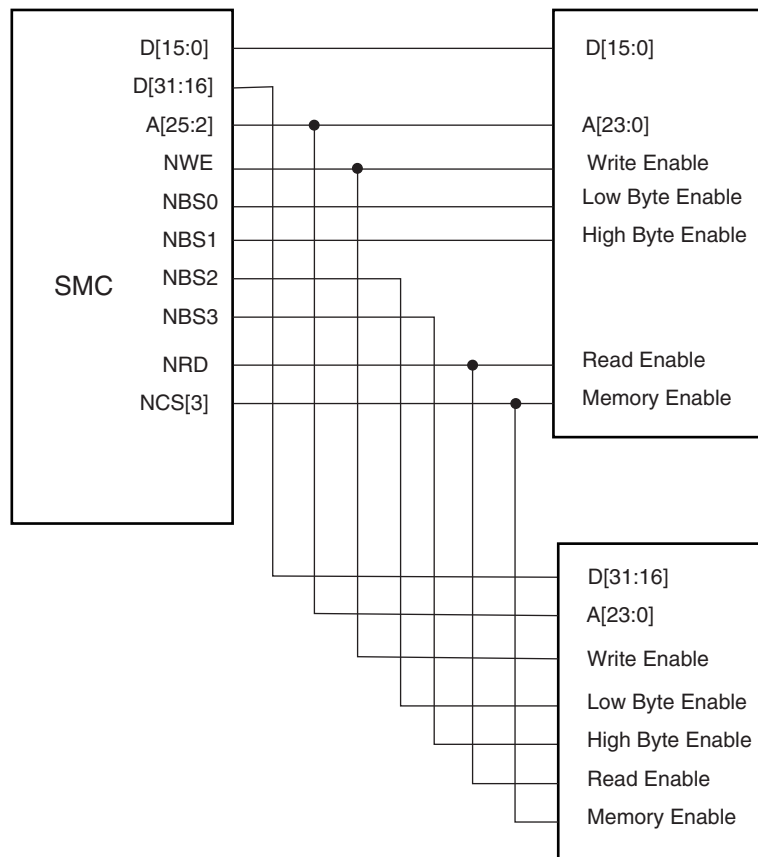 D[15:0]
D[31:16]
A[25:2]
NWE
NBS0
NBS1
NBS2
NBS3
NRD
NCS[3]
SMC
D[15:0]
A[23:0]
Write Enable
Low Byte Enable
High Byte Enable
Read Enable
Memory Enable
D[31:16]
A[23:0]
Write Enable
Low Byte Enable
High Byte Enable
Read Enable
Memory Enable